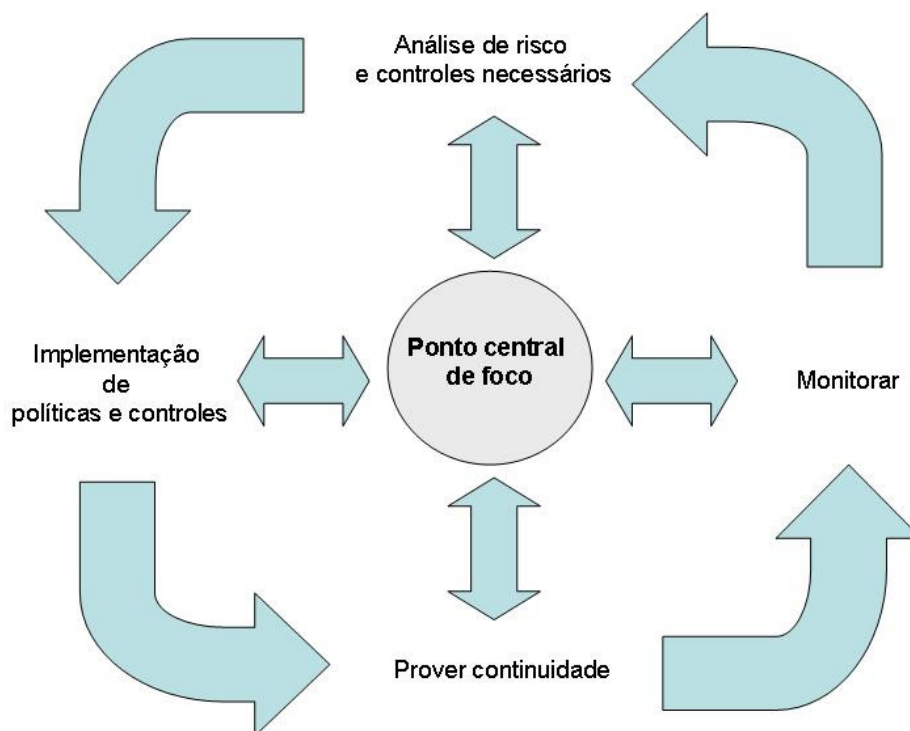 Análise de risco
e controles necessários
Implementação
de
políticas e controles
Ponto central
de foco
Monitorar
Prover continuidade